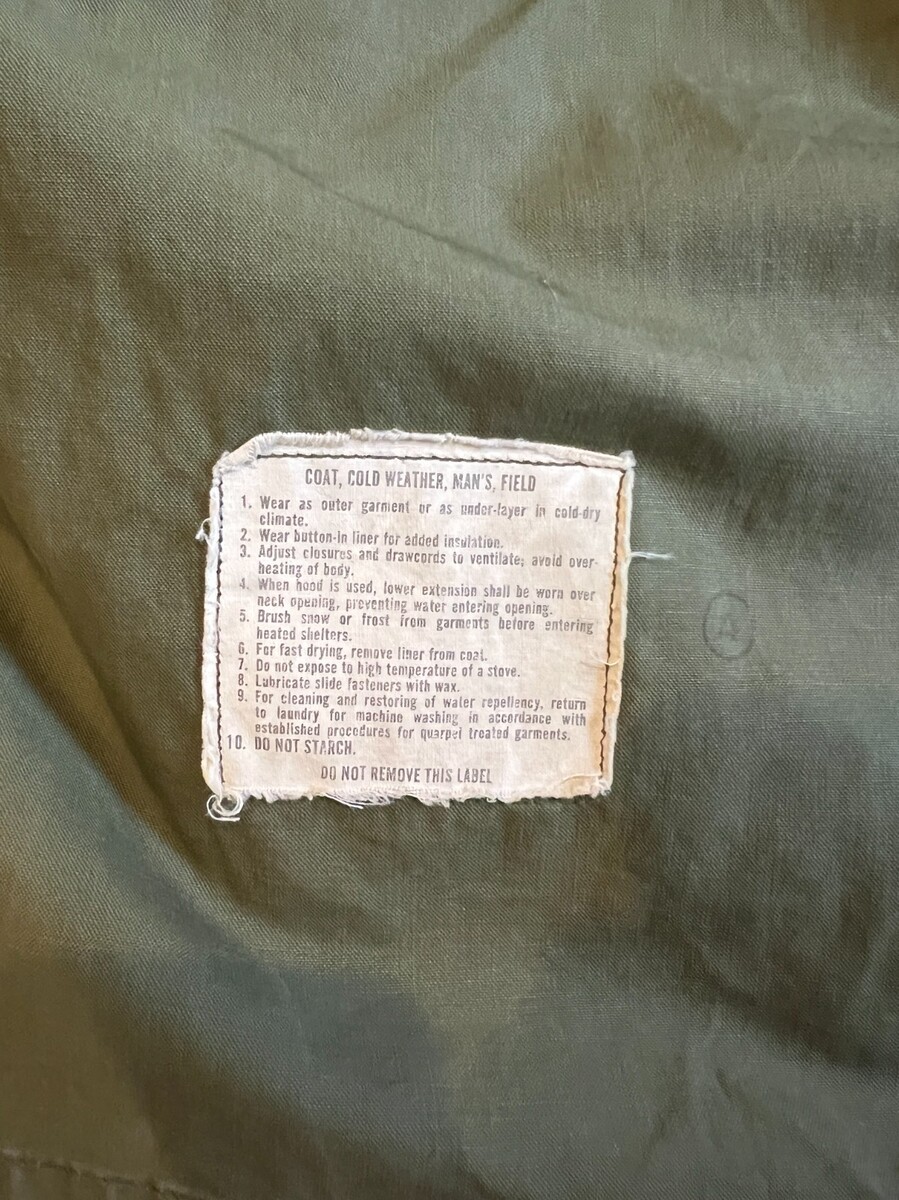 COAT, COLD WEATHER, MAN'S, FIELD
1. Wear as outer garment or as under-layer in cold-dry
climate.
2. Wear button-in liner for added insulation.
3. Adjust closures and drawcords to ventilate; avoid over-
heating of body.
4. When hood is used, lower extension shall be worn over
neck opening, preventing water entering opening.
5. Brush snow or frost from garments before entering
heated shelters.
6. For fast drying, remove liner from coat.
7. Do not expose to high temperature of a stove.
8. Lubricate slide fasteners with wax.
9. For cleaning and restoring of water repellency, return
to laundry for machine washing in accordance with
established procedures for quarpel treated garments.
10. DO NOT STARCH.
DO NOT REMOVE THIS LABEL
A